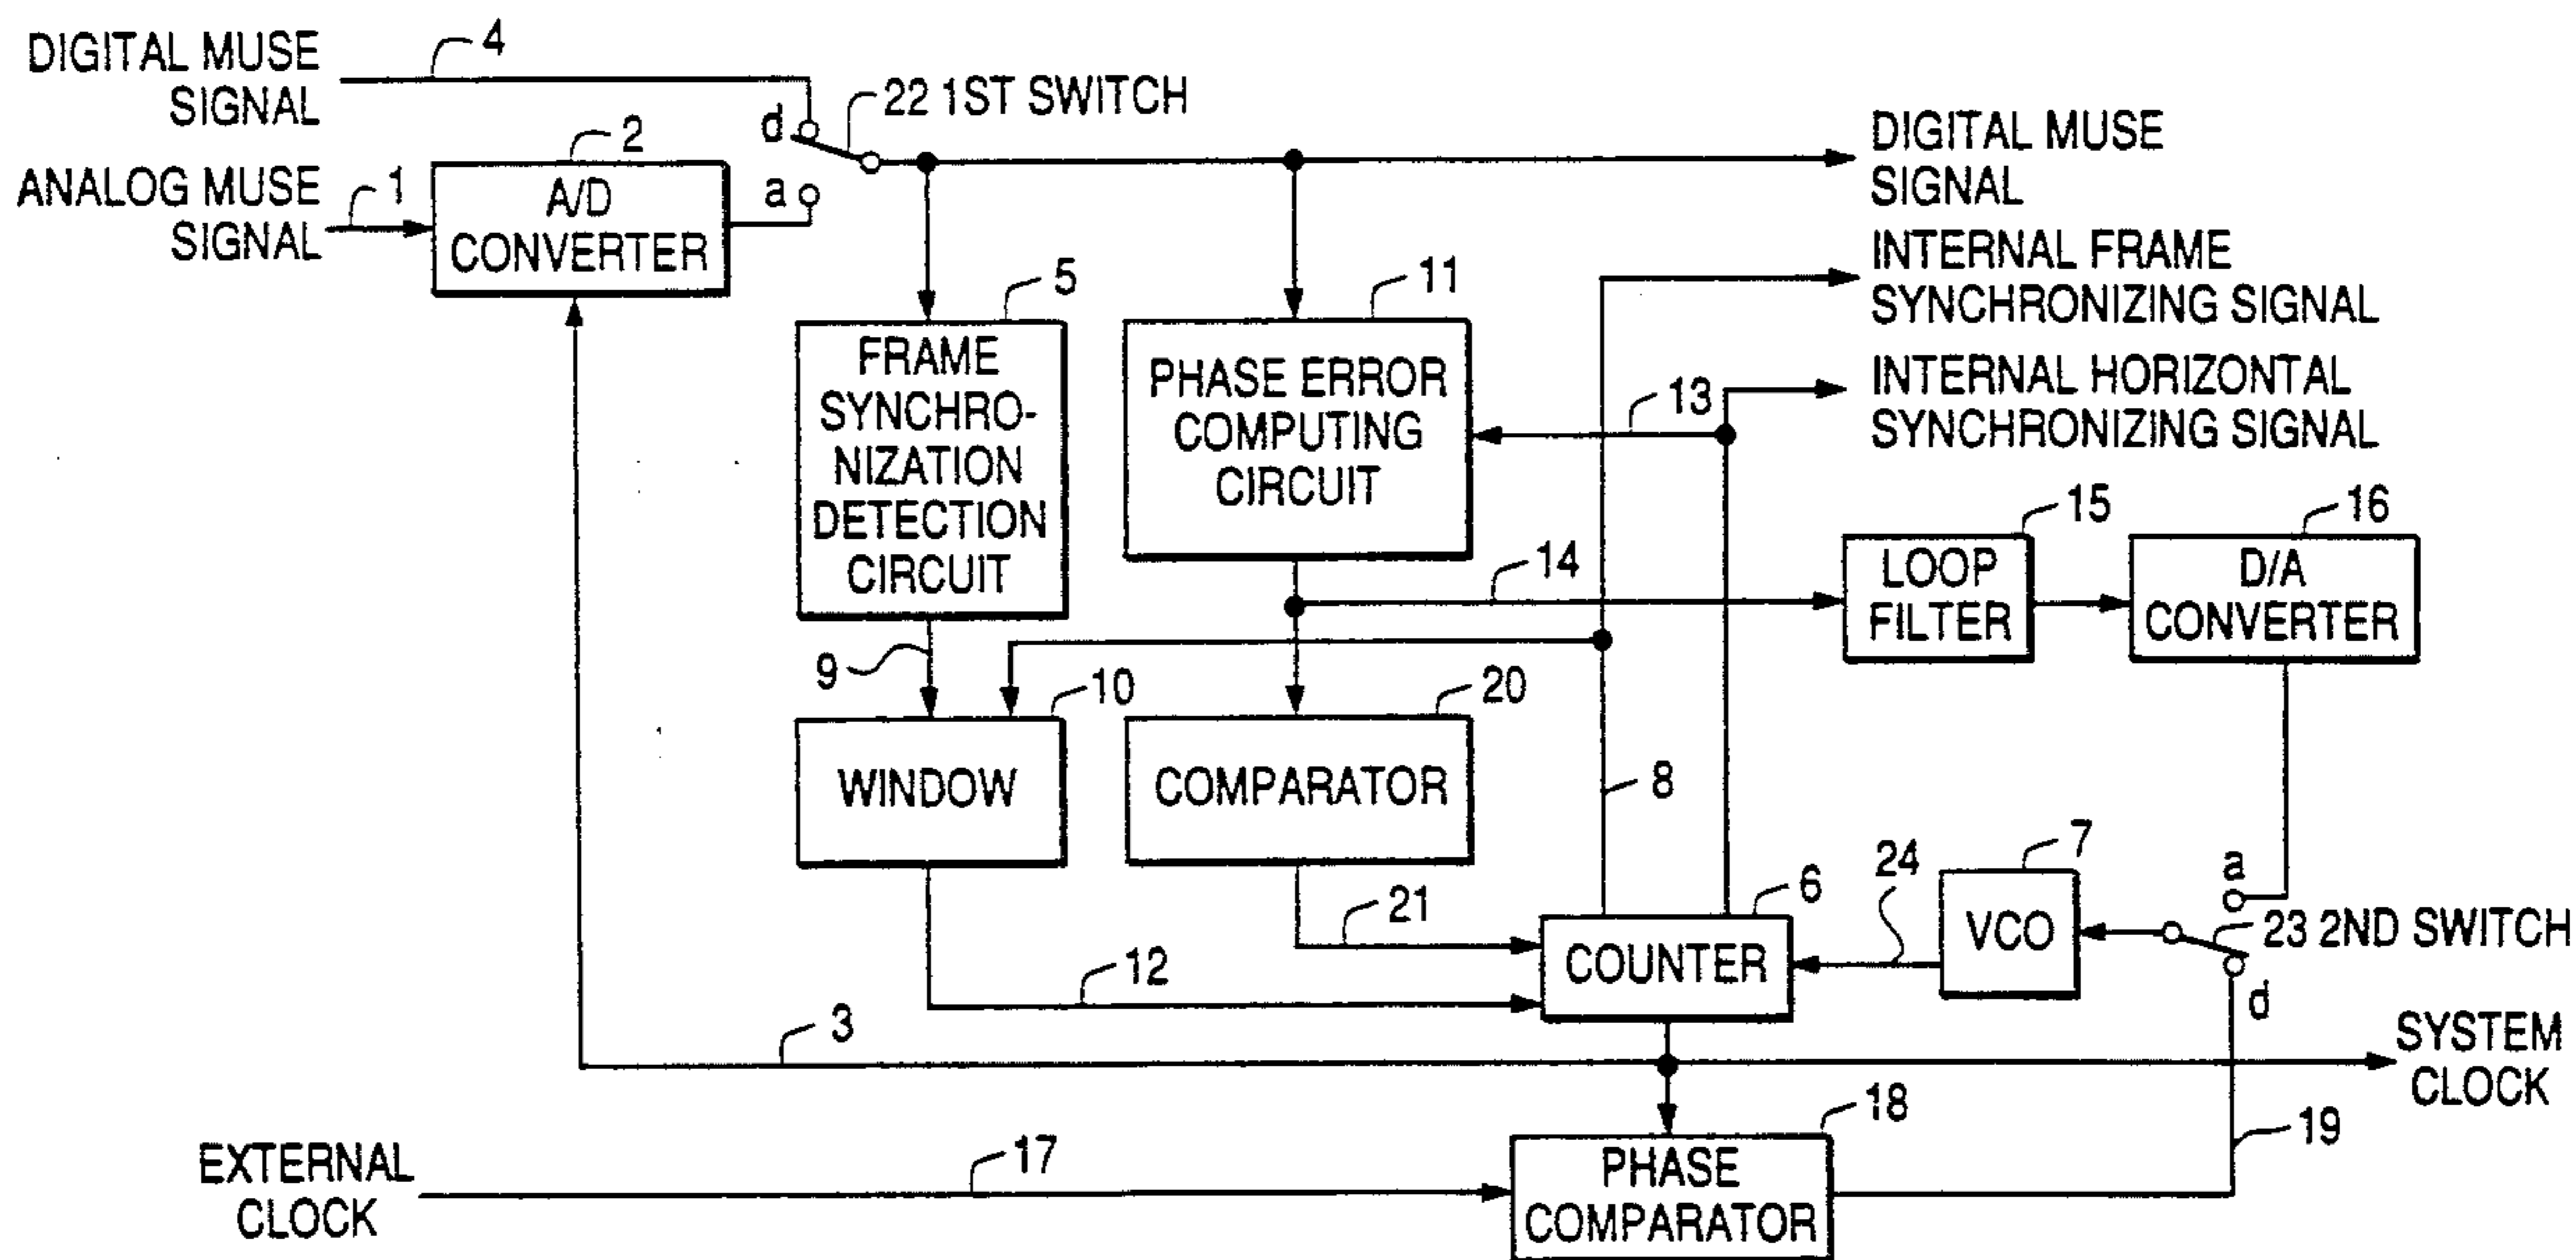 DIGITAL MUSE
SIGNAL
4
22 1ST SWITCH
d
a
ANALOG MUSE
SIGNAL
1
2
A/D
CONVERTER
DIGITAL MUSE
SIGNAL
INTERNAL FRAME
SYNCHRONIZING SIGNAL
INTERNAL HORIZONTAL
SYNCHRONIZING SIGNAL
5
FRAME
SYNCHRO-
NIZATION
DETECTION
CIRCUIT
11
PHASE ERROR
COMPUTING
CIRCUIT
13
14
15
LOOP
FILTER
16
D/A
CONVERTER
9
10
WINDOW
20
COMPARATOR
8
21
12
6
COUNTER
24
7
VCO
a
23 2ND SWITCH
d
3
SYSTEM
CLOCK
EXTERNAL
CLOCK
17
18
PHASE
COMPARATOR
19